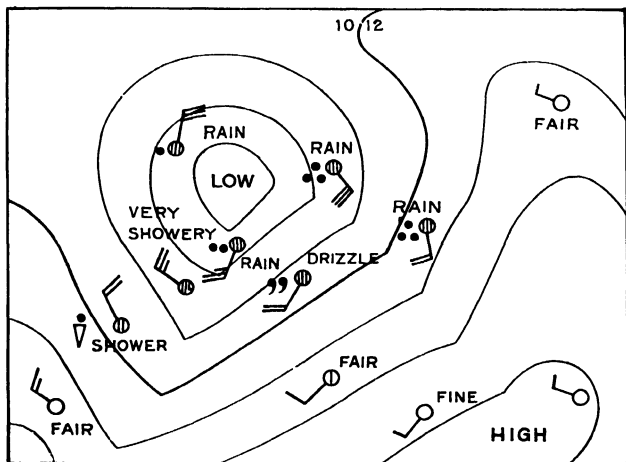 10 12
FAIR
RAIN
RAIN
LOW
VERY
SHOWERY
RAIN
RAIN
DRIZZLE
SHOWER
FAIR
FAIR
FINE
HIGH